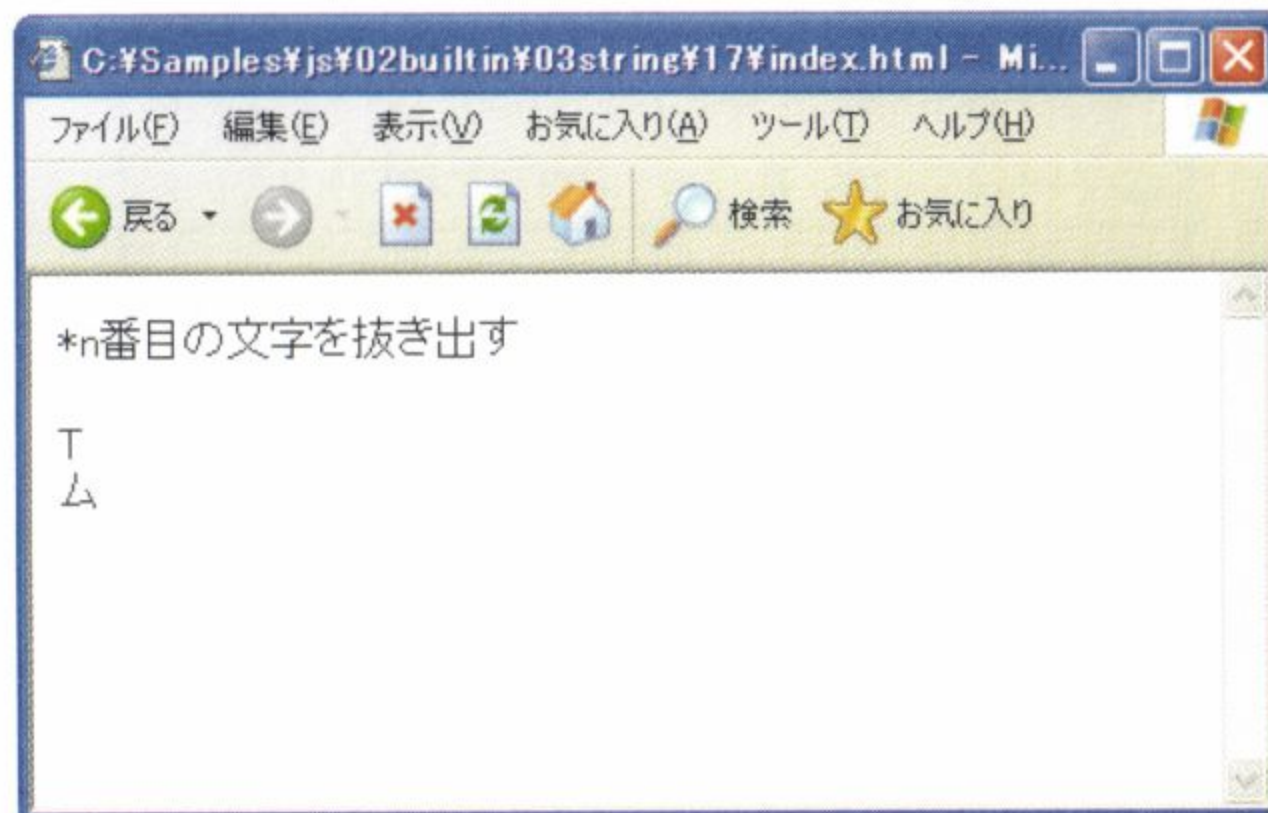 C:¥Samples¥js¥02builtin¥03string¥17¥index.html - Mi...
ファイル(F) 編集(E) 表示(V) お気に入り(A) ツール(T) ヘルプ(H)
戻る 検索 お気に入り
*n番目の文字を抜き出す
T
ム